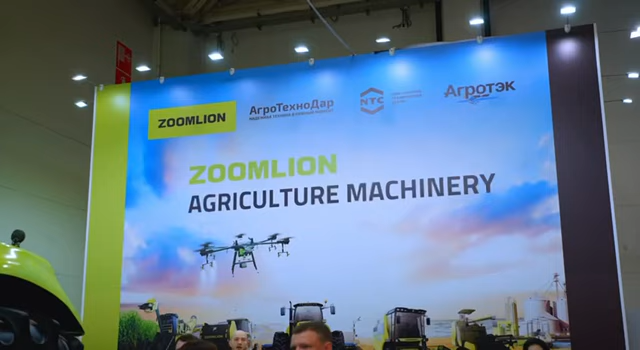 ZOOMLION
АгроТехноДар
NTC
Агротэк
ZOOMLION
AGRICULTURE MACHINERY